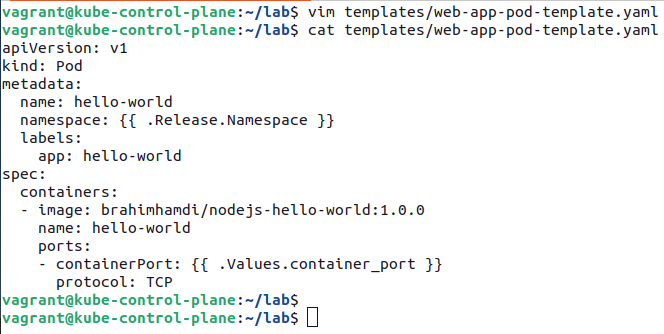 vagrant@kube-control-plane:~/lab$ vim templates/web-app-pod-template.yaml
vagrant@kube-control-plane:~/lab$ cat templates/web-app-pod-template.yaml
apiVersion: v1
kind: Pod
metadata:
  name: hello-world
  namespace: {{ .Release.Namespace }}
  labels:
    app: hello-world
spec:
  containers:
  - image: brahimhamdi/nodejs-hello-world:1.0.0
    name: hello-world
    ports:
    - containerPort: {{ .Values.container_port }}
      protocol: TCP
vagrant@kube-control-plane:~/lab$
vagrant@kube-control-plane:~/lab$